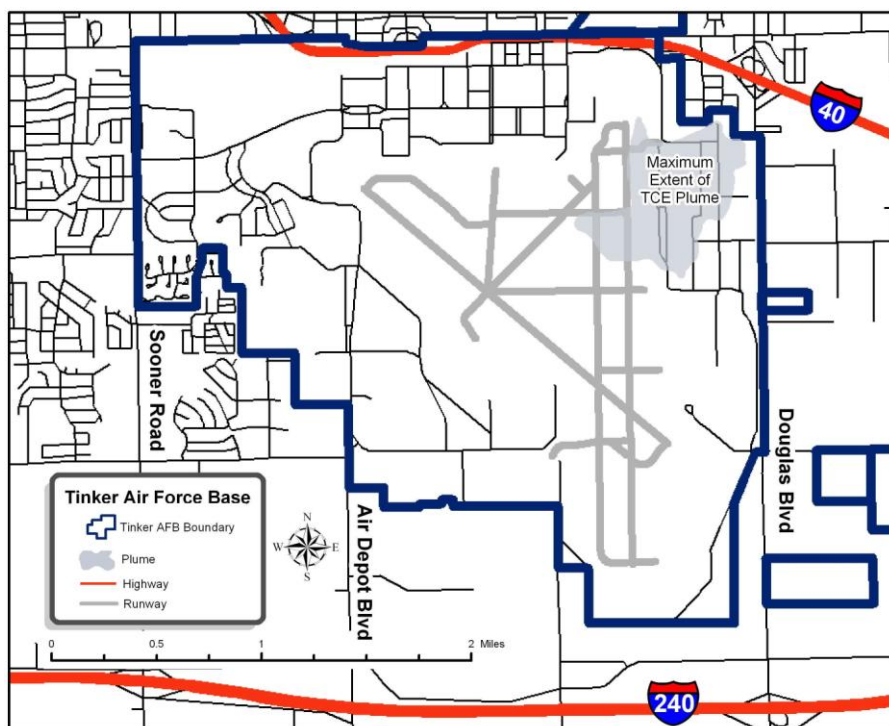 40
Maximum
Extent of
TCE Plume
Sooner Road
Douglas Blvd
Air Depot Blvd
Tinker Air Force Base
Tinker AFB Boundary
Plume
Highway
Runway
N
W E
S
0 0.5 1 2 Miles
240